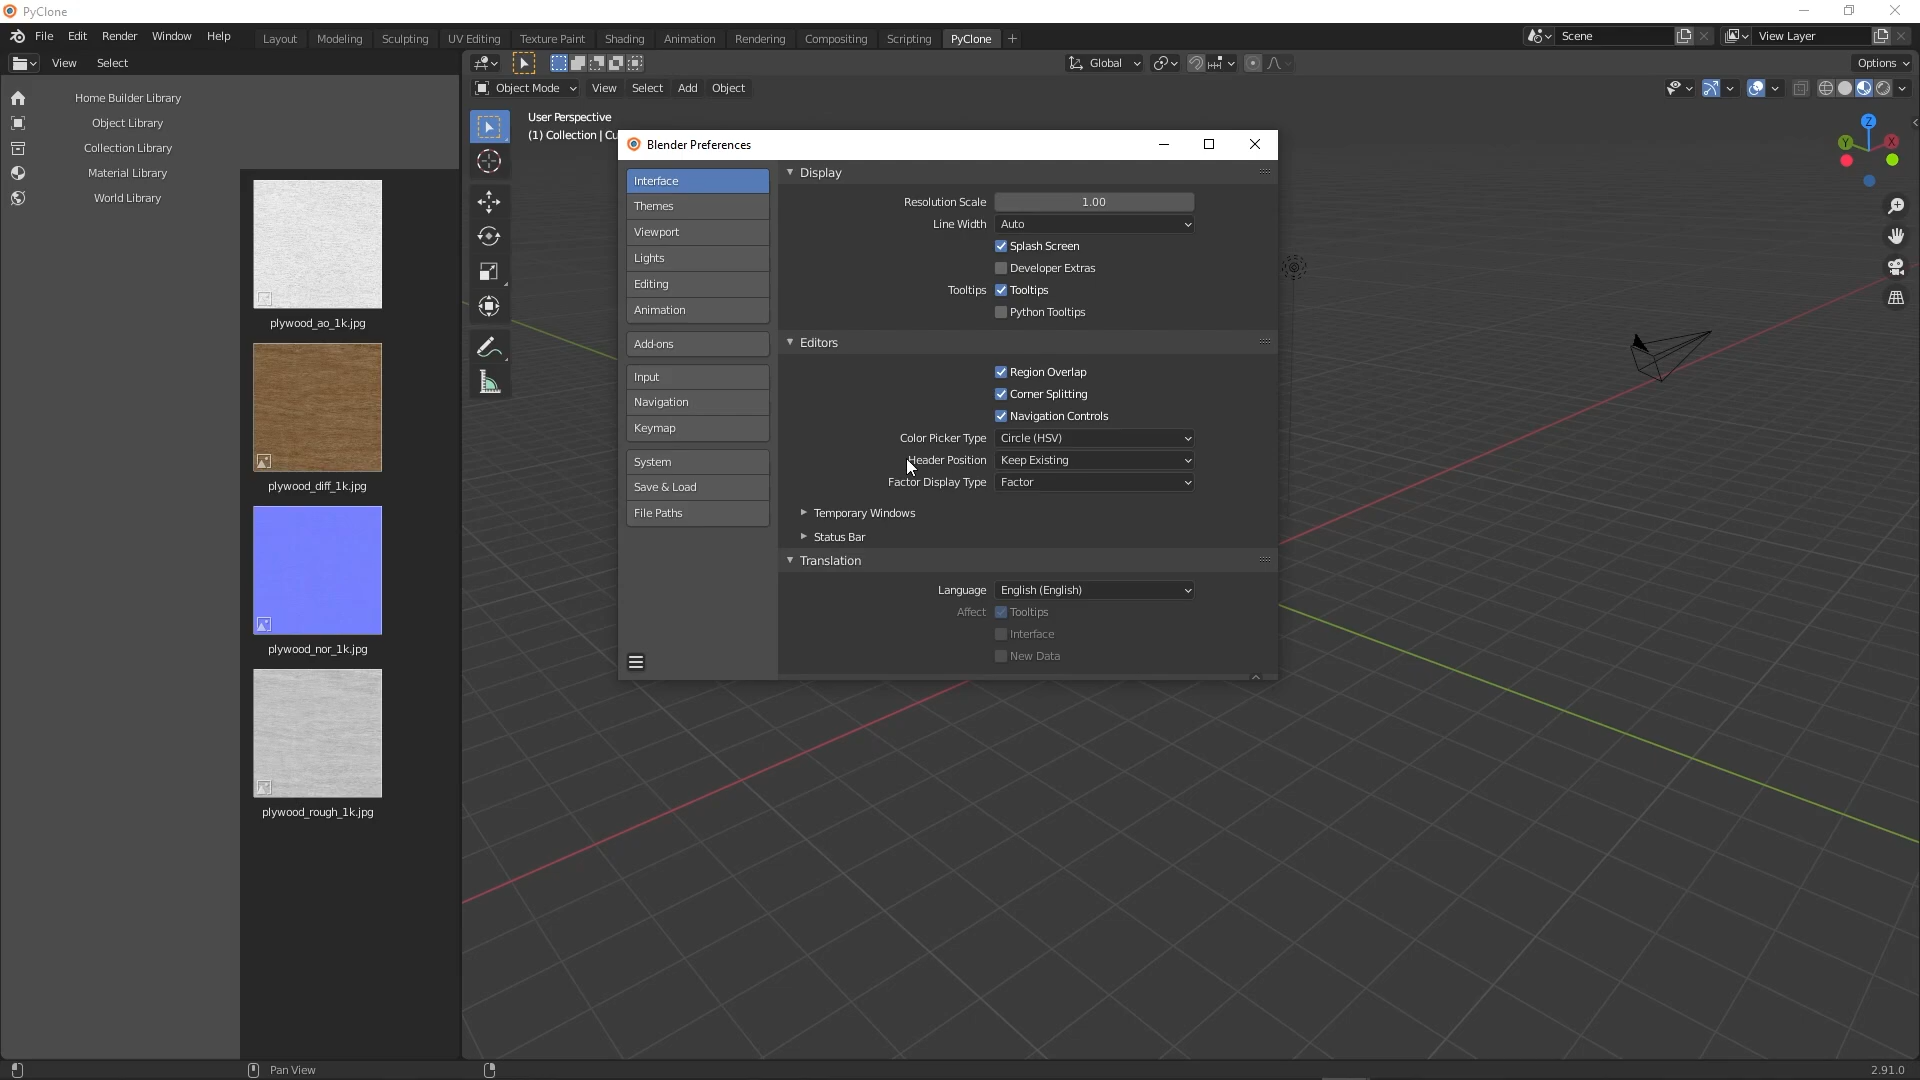 PyClone
File Edit Render Window Help Layout Modeling Sculpting UV Editing Texture Paint Shading Animation Rendering Compositing Scripting PyClone + Scene View Layer
View Select Global Options
Object Mode View Select Add Object
Home Builder Library
Object Library
Collection Library
Material Library
World Library
plywood_ao_1k.jpg
plywood_diff_1k.jpg
plywood_nor_1k.jpg
plywood_rough_1k.jpg
User Perspective
(1) Collection | Cu
Z
Y
X
Blender Preferences
Interface
Themes
Viewport
Lights
Editing
Animation
Add-ons
Input
Navigation
Keymap
System
Save & Load
File Paths
Display
Resolution Scale 1.00
Line Width Auto
Splash Screen
Developer Extras
Tooltips Tooltips
Python Tooltips
Editors
Region Overlap
Corner Splitting
Navigation Controls
Color Picker Type Circle (HSV)
Header Position Keep Existing
Factor Display Type Factor
Temporary Windows
Status Bar
Translation
Language English (English)
Affect Tooltips
Interface
New Data
Pan View
2.91.0